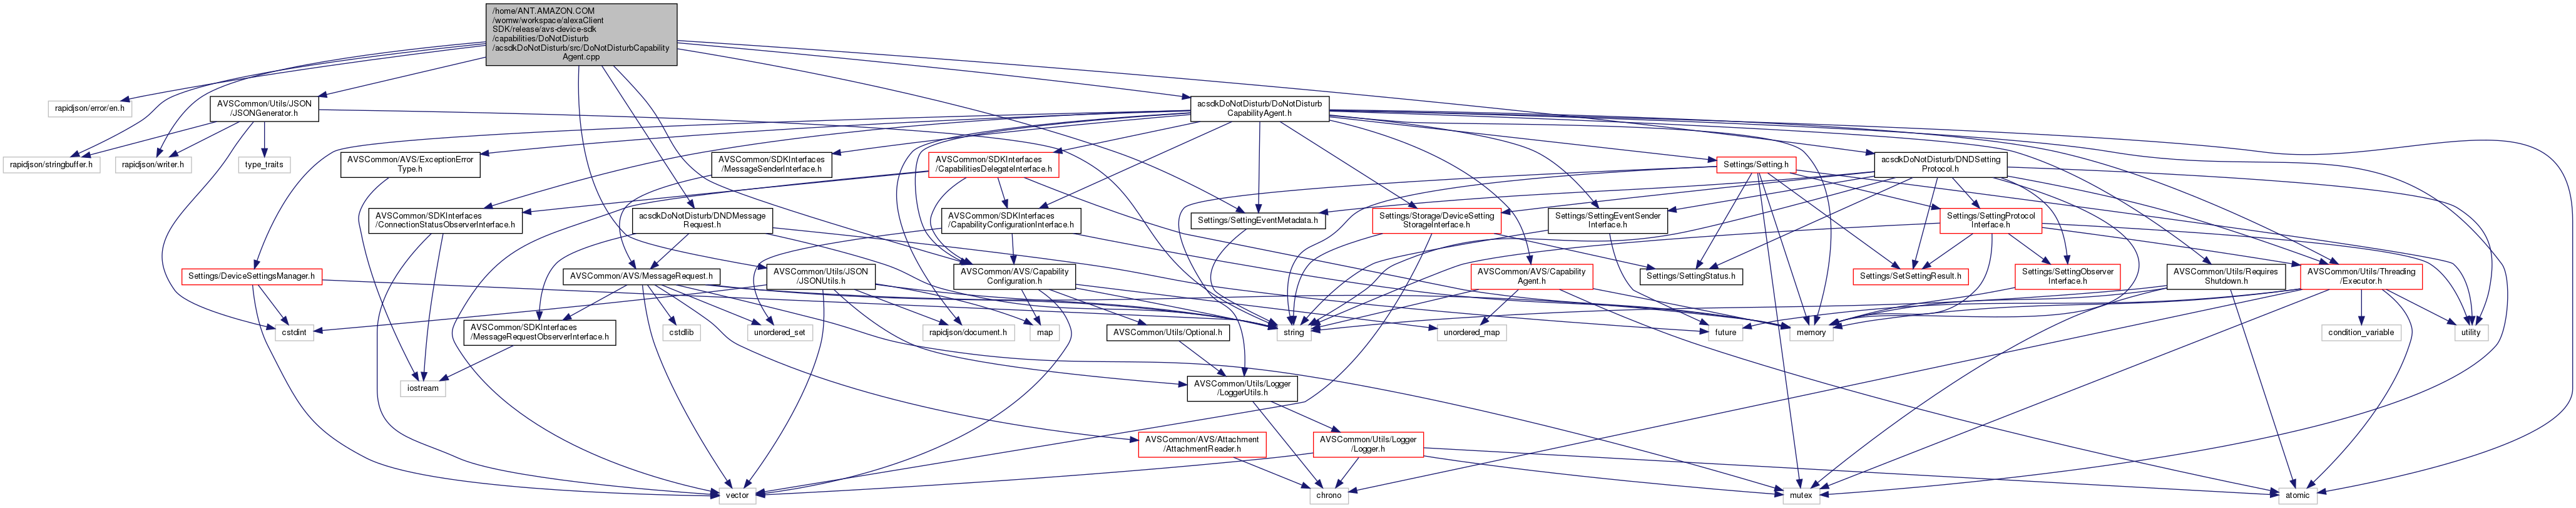 /home/ANT.AMAZON.COM
/womw/workspace/alexaClient
SDK/release/avs-device-sdk
/capabilities/DoNotDisturb
/acsdkDoNotDisturb/src/DoNotDisturbCapability
Agent.cpp
rapidjson/error/en.h
AVSCommon/Utils/JSON
/JSONGenerator.h
acsdkDoNotDisturb/DoNotDisturb
CapabilityAgent.h
rapidjson/stringbuffer.h
rapidjson/writer.h
type_traits
AVSCommon/AVS/ExceptionError
Type.h
AVSCommon/SDKInterfaces
/MessageSenderInterface.h
AVSCommon/SDKInterfaces
/CapabilitiesDelegateInterface.h
Settings/Setting.h
acsdkDoNotDisturb/DNDSetting
Protocol.h
AVSCommon/SDKInterfaces
/ConnectionStatusObserverInterface.h
acsdkDoNotDisturb/DNDMessage
Request.h
AVSCommon/SDKInterfaces
/CapabilityConfigurationInterface.h
Settings/SettingEventMetadata.h
Settings/Storage/DeviceSetting
StorageInterface.h
Settings/SettingEventSender
Interface.h
Settings/SettingProtocol
Interface.h
Settings/DeviceSettingsManager.h
AVSCommon/AVS/MessageRequest.h
AVSCommon/Utils/JSON
/JSONUtils.h
AVSCommon/AVS/Capability
Configuration.h
AVSCommon/AVS/Capability
Agent.h
Settings/SettingStatus.h
Settings/SetSettingResult.h
Settings/SettingObserver
Interface.h
AVSCommon/Utils/Requires
Shutdown.h
AVSCommon/Utils/Threading
/Executor.h
cstdint
AVSCommon/SDKInterfaces
/MessageRequestObserverInterface.h
cstdlib
unordered_set
rapidjson/document.h
map
AVSCommon/Utils/Optional.h
string
unordered_map
future
memory
condition_variable
utility
iostream
AVSCommon/Utils/Logger
/LoggerUtils.h
AVSCommon/AVS/Attachment
/AttachmentReader.h
AVSCommon/Utils/Logger
/Logger.h
vector
chrono
mutex
atomic